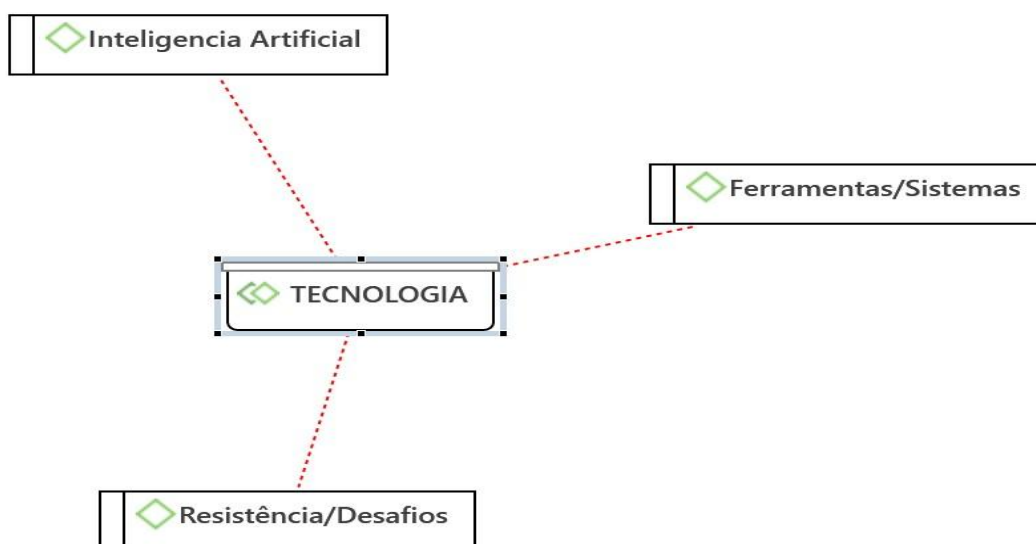 Inteligencia Artificial
Ferramentas/Sistemas
TECNOLOGIA
Resistência/Desafios